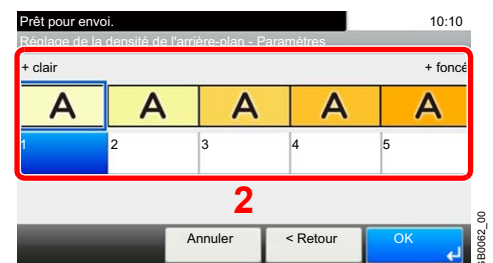 Prêt pour envoi. 10:10
Réglage de la densité de l'arrière-plan - Paramètres
+ clair + foncé
A A A A A
1 2 3 4 5
2
Annuler < Retour OK
GB0062_00